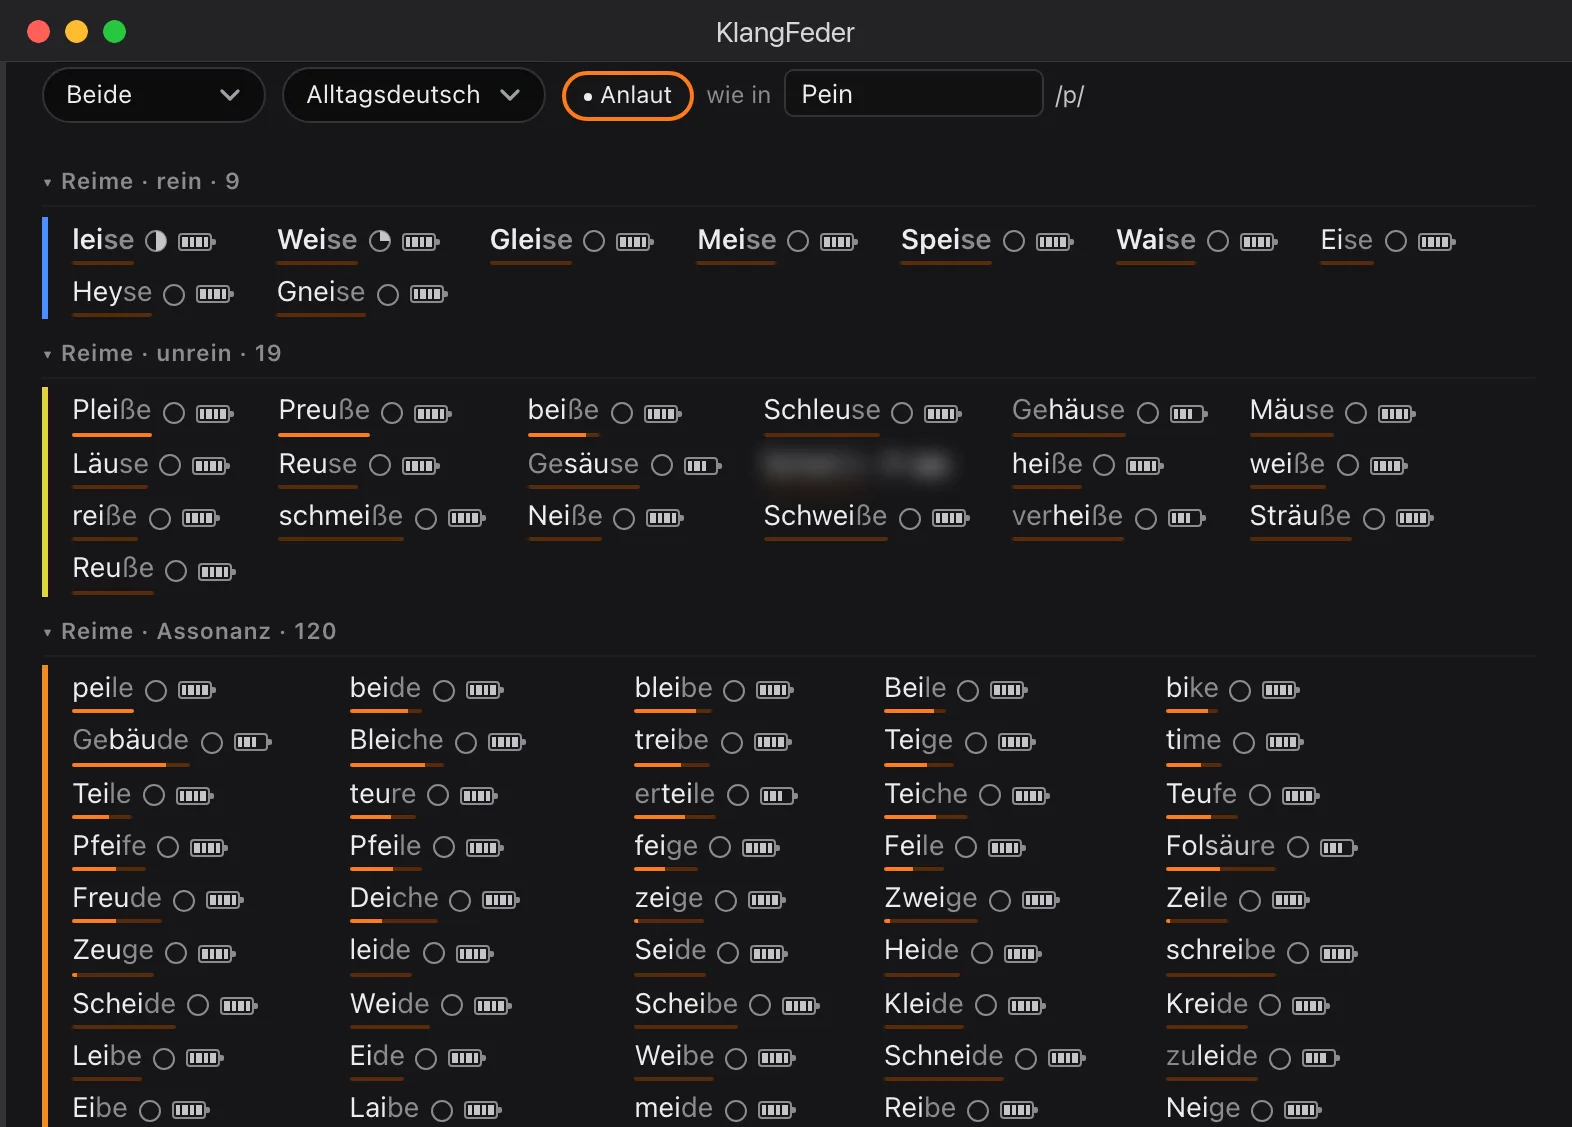 KlangFeder
Beide Alltagsdeutsch • Anlaut wie in Pein /p/
▾ Reime · rein · 9
leise Weise Gleise Meise Speise Waise Eise
Heyse Gneise
▾ Reime · unrein · 19
Pleiße Preuße beiße Schleuse Gehäuse Mäuse
Läuse Reuse Gesäuse heiße weiße
reiße schmeiße Neiße Schweiße verheiße Sträuße
Reuße
▾ Reime · Assonanz · 120
peile beide bleibe Beile bike
Gebäude Bleiche treibe Teige time
Teile teure erteile Teiche Teufe
Pfeife Pfeile feige Feile Folsäure
Freude Deiche zeige Zweige Zeile
Zeuge leide Seide Heide schreibe
Scheide Weide Scheibe Kleide Kreide
Leibe Eide Weibe Schneide zuleide
Eibe Laibe meide Reibe Neige